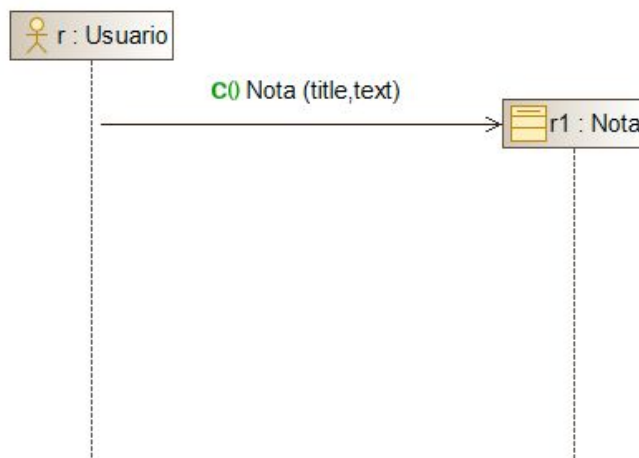 r : Usuario
C() Nota (title,text)
r1 : Nota